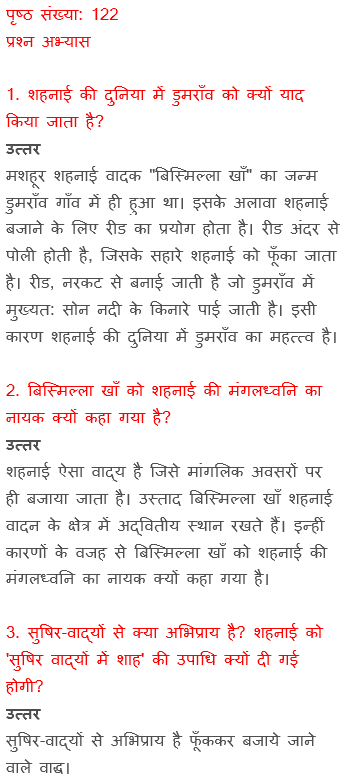 पृष्ठ संख्या: 122
प्रश्न अभ्यास
1. शहनाई की दुनिया में डुमराँव को क्यों याद
किया जाता है?
उत्तर
मशहूर शहनाई वादक "बिस्मिल्ला खाँ" का जन्म
डुमराँव गाँव में ही हुआ था। इसके अलावा शहनाई
बजाने के लिए रीड का प्रयोग होता है। रीड अंदर से
पोली होती है, जिसके सहारे शहनाई को फूँका जाता
है। रीड, नरकट से बनाई जाती है जो डुमराँव में
मुख्यत: सोन नदी के किनारे पाई जाती है। इसी
कारण शहनाई की दुनिया में डुमराँव का महत्त्व है।
2. बिस्मिल्ला खाँ को शहनाई की मंगलध्वनि का
नायक क्यों कहा गया है?
उत्तर
शहनाई ऐसा वाद्य है जिसे मांगलिक अवसरों पर
ही बजाया जाता है। उस्ताद बिस्मिल्ला खाँ शहनाई
वादन के क्षेत्र में अद्वितीय स्थान रखते हैं। इन्हीं
कारणों के वजह से बिस्मिल्ला खाँ को शहनाई की
मंगलध्वनि का नायक क्यों कहा गया है।
3. सुषिर-वाद्यों से क्या अभिप्राय है? शहनाई को
'सुषिर वाद्यों में शाह' की उपाधि क्यों दी गई
होगी?
उत्तर
सुषिर-वाद्यों से अभिप्राय है फूँककर बजाये जाने
वाले वाद्य।